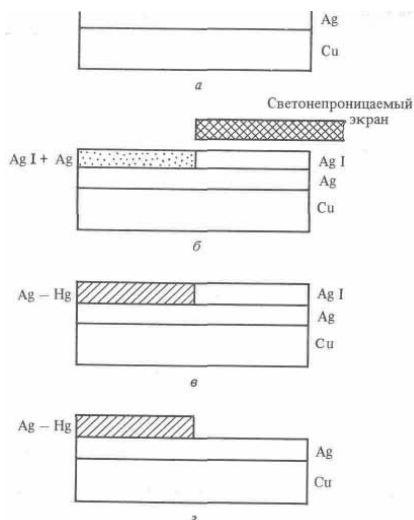 Ag
Cu
а
Светонепроницаемый
экран
Ag I + Ag
Ag I
Ag
Cu
б
Ag – Hg
Ag I
Ag
Cu
в
Ag – Hg
Ag
Cu
г